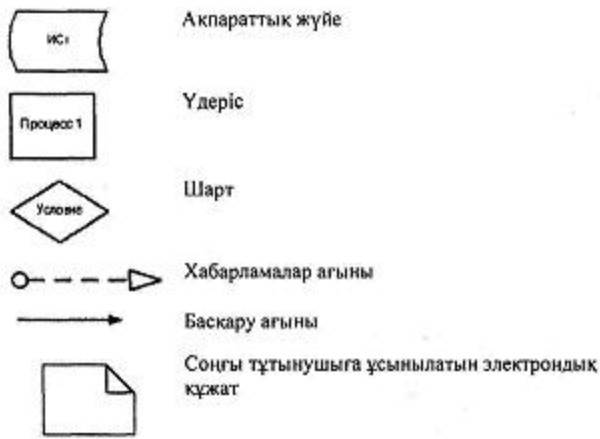 ИС1
Ақпараттық жүйе
Процесс 1
Үдеріс
Условие
Шарт
Хабарламалар ағыны
Басқару ағыны
Соңғы тұтынушыға ұсынылатын электрондық
құжат